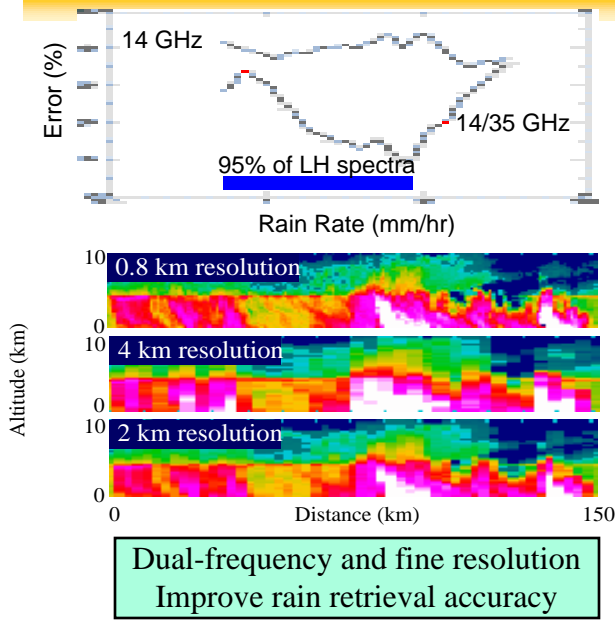 14 GHz
Error (%)
14/35 GHz
95% of LH spectra
Rain Rate (mm/hr)
10
0.8 km resolution
0
Altitude (km)
10
4 km resolution
0
10
2 km resolution
0
0 Distance (km) 150
Dual-frequency and fine resolution
Improve rain retrieval accuracy